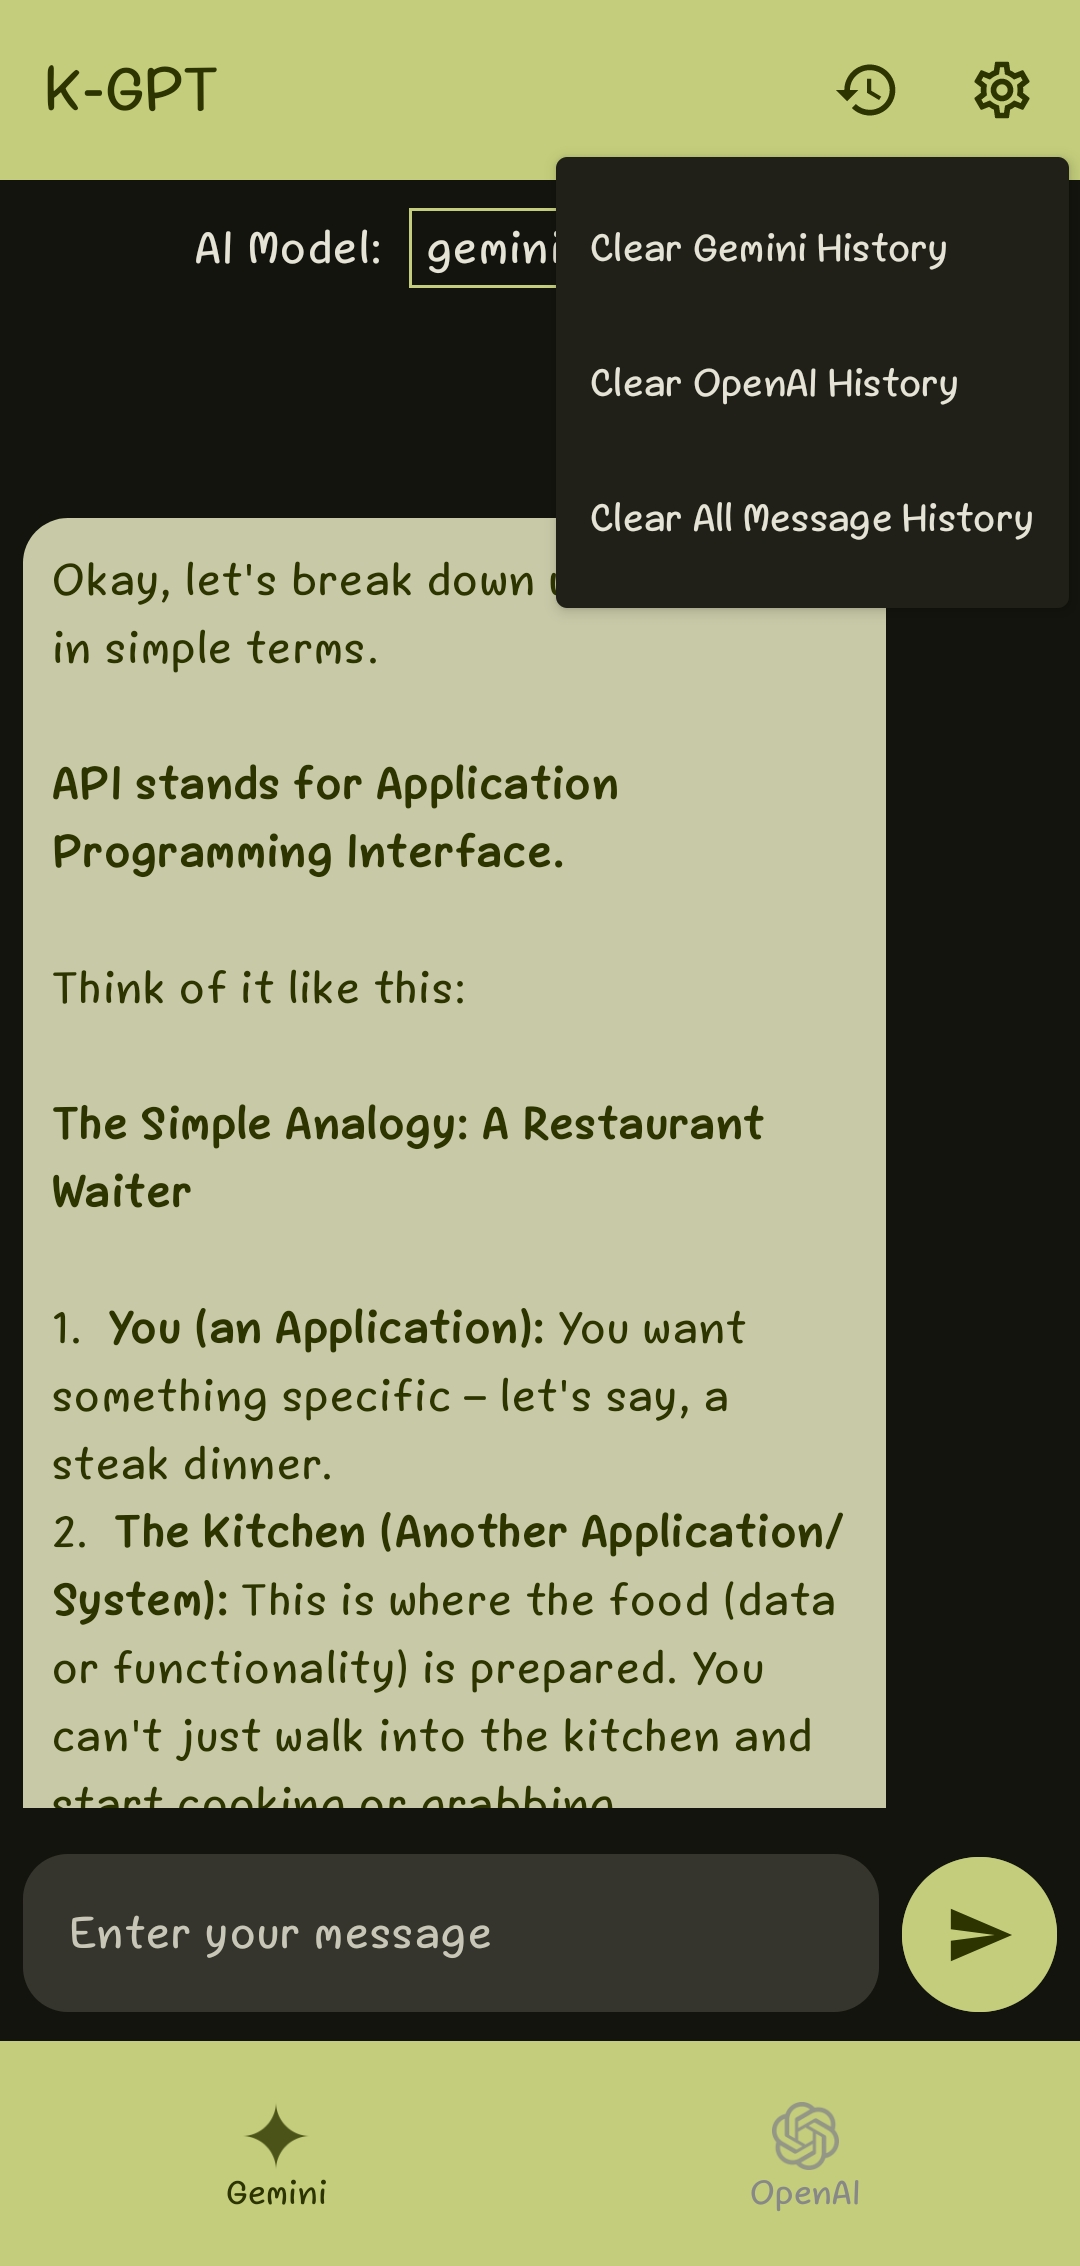 K-GPT
AI Model: gemini
Clear Gemini History
Clear OpenAI History
Clear All Message History
Okay, let's break down
in simple terms.
API stands for Application
Programming Interface.
Think of it like this:
The Simple Analogy: A Restaurant
Waiter
1. You (an Application): You want
something specific – let's say, a
steak dinner.
2. The Kitchen (Another Application/
System): This is where the food (data
or functionality) is prepared. You
can't just walk into the kitchen and
start cooking or grabbing
Enter your message
Gemini
OpenAI